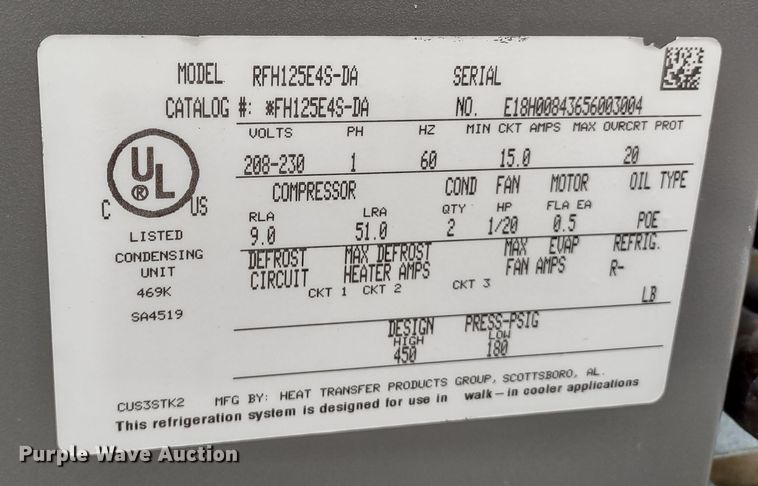 MODEL RFH125E4S-DA SERIAL
CATALOG #: *FH125E4S-DA NO. E18H00843656003004
VOLTS PH HZ MIN CKT AMPS MAX OVRCRT PROT
208-230 1 60 15.0 20
COMPRESSOR COND FAN MOTOR OIL TYPE
RLA LRA QTY HP FLA EA
9.0 51.0 2 1/20 0.5 POE
DEFROST MAX DEFROST MAX EVAP REFRIG.
CIRCUIT HEATER AMPS FAN AMPS R-
CKT 1 CKT 2 CKT 3 LB
DESIGN PRESS-PSIG
HIGH LOW
450 180
C UL ® US
LISTED
CONDENSING
UNIT
469K
SA4519
CUS3STK2 MFG BY: HEAT TRANSFER PRODUCTS GROUP, SCOTTSBORO, AL.
This refrigeration system is designed for use in walk-in cooler applications
Purple Wave Auction